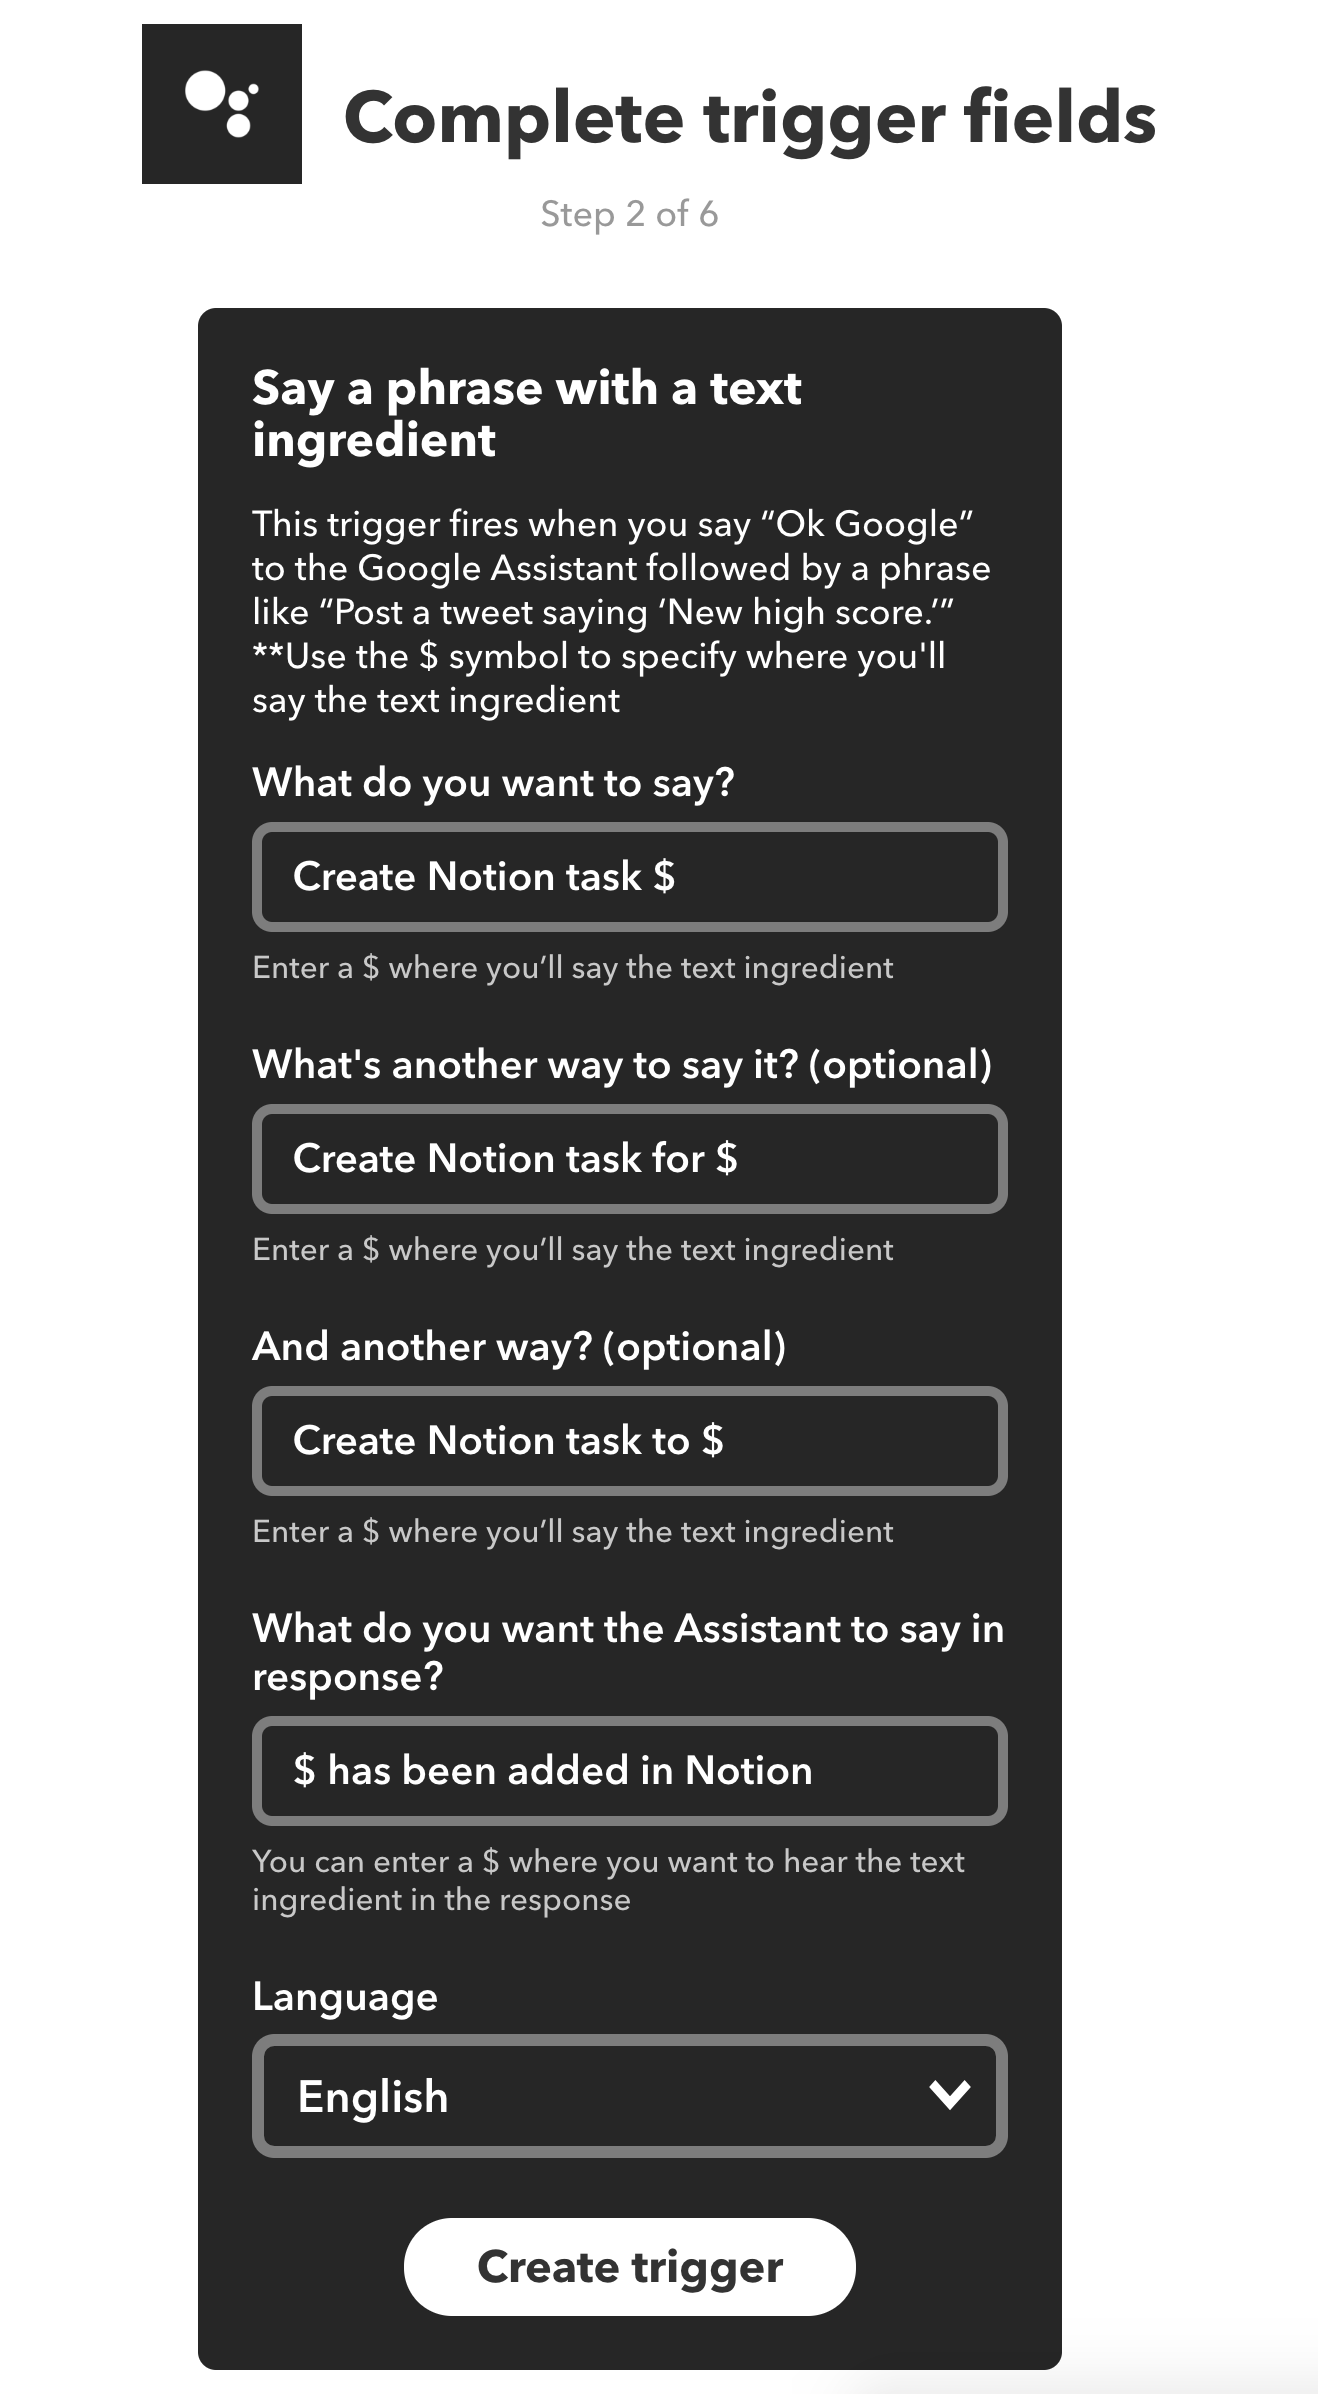 Complete trigger fields
Step 2 of 6
Say a phrase with a text
ingredient
This trigger fires when you say “Ok Google”
to the Google Assistant followed by a phrase
like “Post a tweet saying ‘New high score.’”
**Use the $ symbol to specify where you'll
say the text ingredient
What do you want to say?
Create Notion task $
Enter a $ where you’ll say the text ingredient
What's another way to say it? (optional)
Create Notion task for $
Enter a $ where you’ll say the text ingredient
And another way? (optional)
Create Notion task to $
Enter a $ where you’ll say the text ingredient
What do you want the Assistant to say in
response?
$ has been added in Notion
You can enter a $ where you want to hear the text
ingredient in the response
Language
English
Create trigger